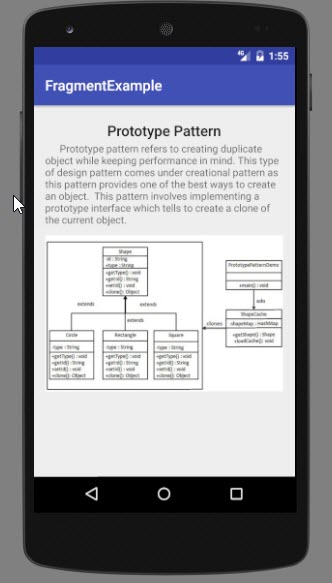 4G 1:55
FragmentExample
Prototype Pattern
Prototype pattern refers to creating duplicate
object while keeping performance in mind. This type
of design pattern comes under creational pattern as
this pattern provides one of the best ways to create
an object. This pattern involves implementing a
prototype interface which tells to create a clone of
the current object.
Shape
-id : String
+type : String
+getType() : void
+getId() : String
+setId() : void
+clone() : Object
PrototypePatternDemo
+main() : void
extends
extends
extends
asks
clones
ShapeCache
-shapeMap : HashMap
+getShape() : Shape
+loadCache() : void
Circle
-type : String
+getType() : void
+getId() : String
+setId() : void
+clone() : Object
Rectangle
-type : String
+getType() : void
+getId() : String
+setId() : void
+clone() : Object
Square
-type : String
+getType() : void
+getId() : String
+setId() : void
+clone() : Object